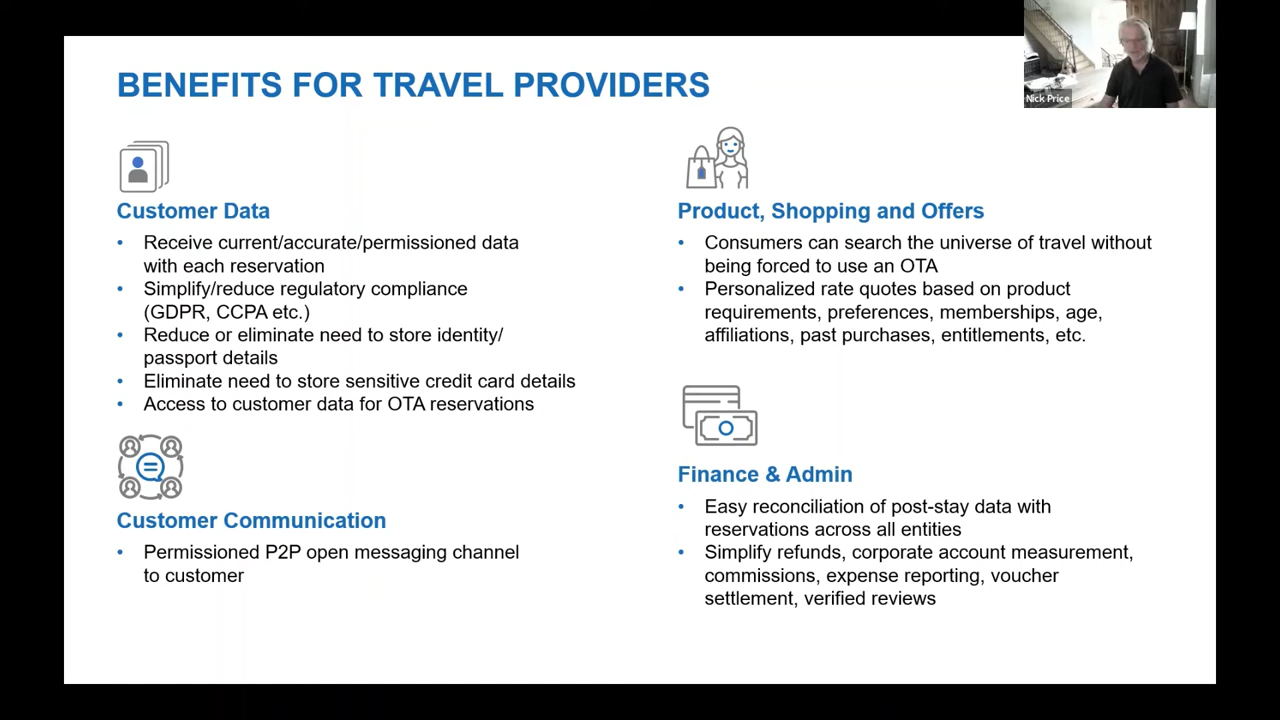 BENEFITS FOR TRAVEL PROVIDERS
Nick Price
Customer Data
• Receive current/accurate/permissioned data
with each reservation
• Simplify/reduce regulatory compliance
(GDPR, CCPA etc.)
• Reduce or eliminate need to store identity/
passport details
• Eliminate need to store sensitive credit card details
• Access to customer data for OTA reservations
Customer Communication
• Permissioned P2P open messaging channel
to customer
Product, Shopping and Offers
• Consumers can search the universe of travel without
being forced to use an OTA
• Personalized rate quotes based on product
requirements, preferences, memberships, age,
affiliations, past purchases, entitlements, etc.
Finance & Admin
• Easy reconciliation of post-stay data with
reservations across all entities
• Simplify refunds, corporate account measurement,
commissions, expense reporting, voucher
settlement, verified reviews